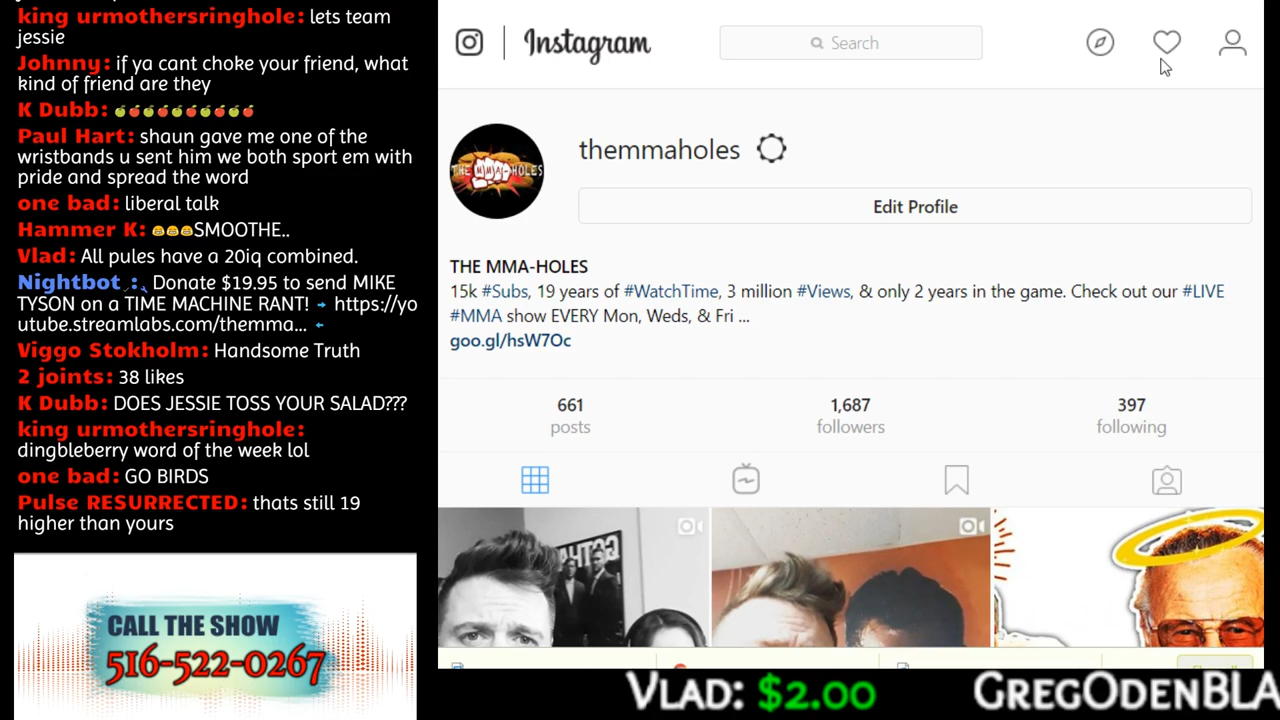 king urmothersringhole: lets team
jessie
Johnny: if ya cant choke your friend, what
kind of friend are they
K Dubb: 🍏🍎🍏🍎🍏🍎🍏🍎🍏🍎
Paul Hart: shaun gave me one of the
wristbands u sent him we both sport em with
pride and spread the word
one bad: liberal talk
Hammer K: 😂😂😂SMOOTHE..
Vlad: All pules have a 20iq combined.
Nightbot : Donate $19.95 to send MIKE
TYSON on a TIME MACHINE RANT! → https://yo
utube.streamlabs.com/themma... ←
Viggo Stokholm: Handsome Truth
2 joints: 38 likes
K Dubb: DOES JESSIE TOSS YOUR SALAD???
king urmothersringhole:
dingbleberry word of the week lol
one bad: GO BIRDS
Pulse RESURRECTED: thats still 19
higher than yours
CALL THE SHOW
516-522-0267
Instagram
Search
THE MMA-HOLES
themmaholes
Edit Profile
THE MMA-HOLES
15k #Subs, 19 years of #WatchTime, 3 million #Views, & only 2 years in the game. Check out our #LIVE
#MMA show EVERY Mon, Weds, & Fri ...
goo.gl/hsW7Oc
661 1,687 397
posts followers following
VLAD: $2.00 GREGODENBLA